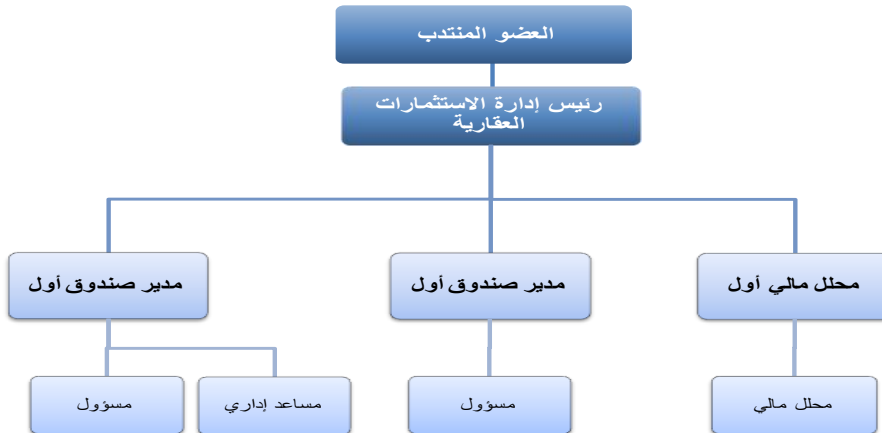 العضو المنتدب
رئيس إدارة الاستثمارات
العقارية
محلل مالي أول
مدير صندوق أول
مدير صندوق أول
محلل مالي
مسؤول
مساعد إداري
مسؤول